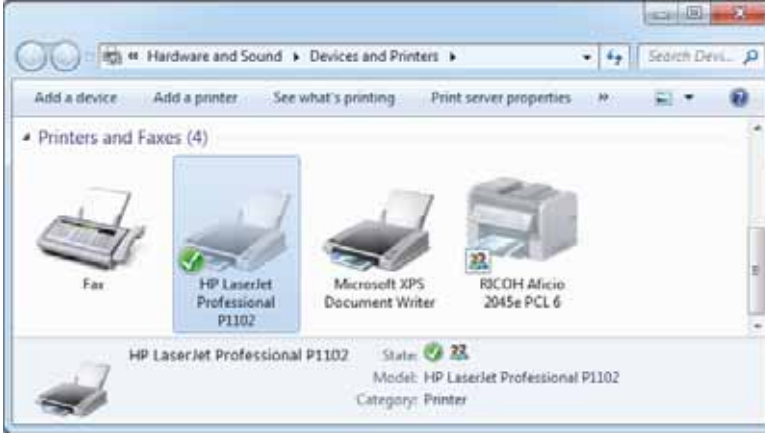 « Hardware and Sound ▸ Devices and Printers ▸ Search Devi...
Add a device Add a printer See what's printing Print server properties »
Printers and Faxes (4)
Fax
HP LaserJet
Professional
P1102
Microsoft XPS
Document Writer
RICOH Aficio
2045e PCL 6
HP LaserJet Professional P1102 State:
Model: HP LaserJet Professional P1102
Category: Printer